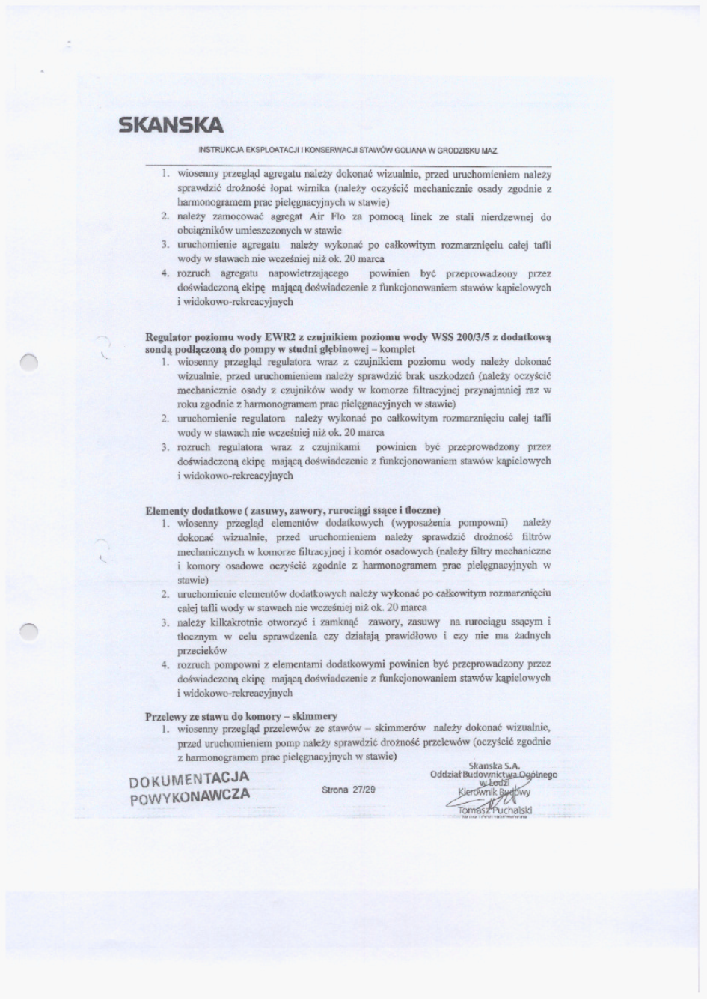 SKANSKA
INSTRUKCJA EKSPLOATACJI I KONSERWACJI STAWÓW GOLIANA W GRODZISKU MAZ.
1. wiosenny przegląd agregatu należy dokonać wizualnie, przed uruchomieniem należy
sprawdzić drożność łopat wirnika (należy oczyścić mechanicznie osady zgodnie z
harmonogramem prac pielęgnacyjnych w stawie)
2. należy zamocować agregat Air Flo za pomocą linek ze stali nierdzewnej do
obciążników umieszczonych w stawie
3. uruchomienie agregatu należy wykonać po całkowitym rozmarznięciu całej tafli
wody w stawach nie wcześniej niż ok. 20 marca
4. rozruch agregatu napowietrzającego powinien być przeprowadzony przez
doświadczoną ekipę mającą doświadczenie z funkcjonowaniem stawów kąpielowych
i widokowo-rekreacyjnych
Regulator poziomu wody EWR2 z czujnikiem poziomu wody WSS 200/3/5 z dodatkową
sondą podłączoną do pompy w studni głębinowej – komplet
1. wiosenny przegląd regulatora wraz z czujnikiem poziomu wody należy dokonać
wizualnie, przed uruchomieniem należy sprawdzić brak uszkodzeń (należy oczyścić
mechanicznie osady z czujników wody w komorze filtracyjnej przynajmniej raz w
roku zgodnie z harmonogramem prac pielęgnacyjnych w stawie)
2. uruchomienie regulatora należy wykonać po całkowitym rozmarznięciu całej tafli
wody w stawach nie wcześniej niż ok. 20 marca
3. rozruch regulatora wraz z czujnikami powinien być przeprowadzony przez
doświadczoną ekipę mającą doświadczenie z funkcjonowaniem stawów kąpielowych
i widokowo-rekreacyjnych
Elementy dodatkowe ( zasuwy, zawory, rurociągi ssące i tłoczne)
1. wiosenny przegląd elementów dodatkowych (wyposażenia pompowni) należy
dokonać wizualnie, przed uruchomieniem należy sprawdzić drożność filtrów
mechanicznych w komorze filtracyjnej i komór osadowych (należy filtry mechaniczne
i komory osadowe oczyścić zgodnie z harmonogramem prac pielęgnacyjnych w
stawie)
2. uruchomienie elementów dodatkowych należy wykonać po całkowitym rozmarznięciu
całej tafli wody w stawach nie wcześniej niż ok. 20 marca
3. należy kilkakrotnie otworzyć i zamknąć zawory, zasuwy na rurociągu ssącym i
tłocznym w celu sprawdzenia czy działają prawidłowo i czy nie ma żadnych
przecieków
4. rozruch pompowni z elementami dodatkowymi powinien być przeprowadzony przez
doświadczoną ekipę mającą doświadczenie z funkcjonowaniem stawów kąpielowych
i widokowo-rekreacyjnych
Przelewy ze stawu do komory – skimmery
1. wiosenny przegląd przelewów ze stawów – skimmerów należy dokonać wizualnie,
przed uruchomieniem pomp należy sprawdzić drożność przelewów (oczyścić zgodnie
z harmonogramem prac pielęgnacyjnych w stawie)
DOKUMENTACJA
POWYKONAWCZA
Strona 27/29
Skanska S.A.
Oddział Budownictwa Ogólnego
w Łodzi
Kierownik Budowy
Tomasz Puchalski